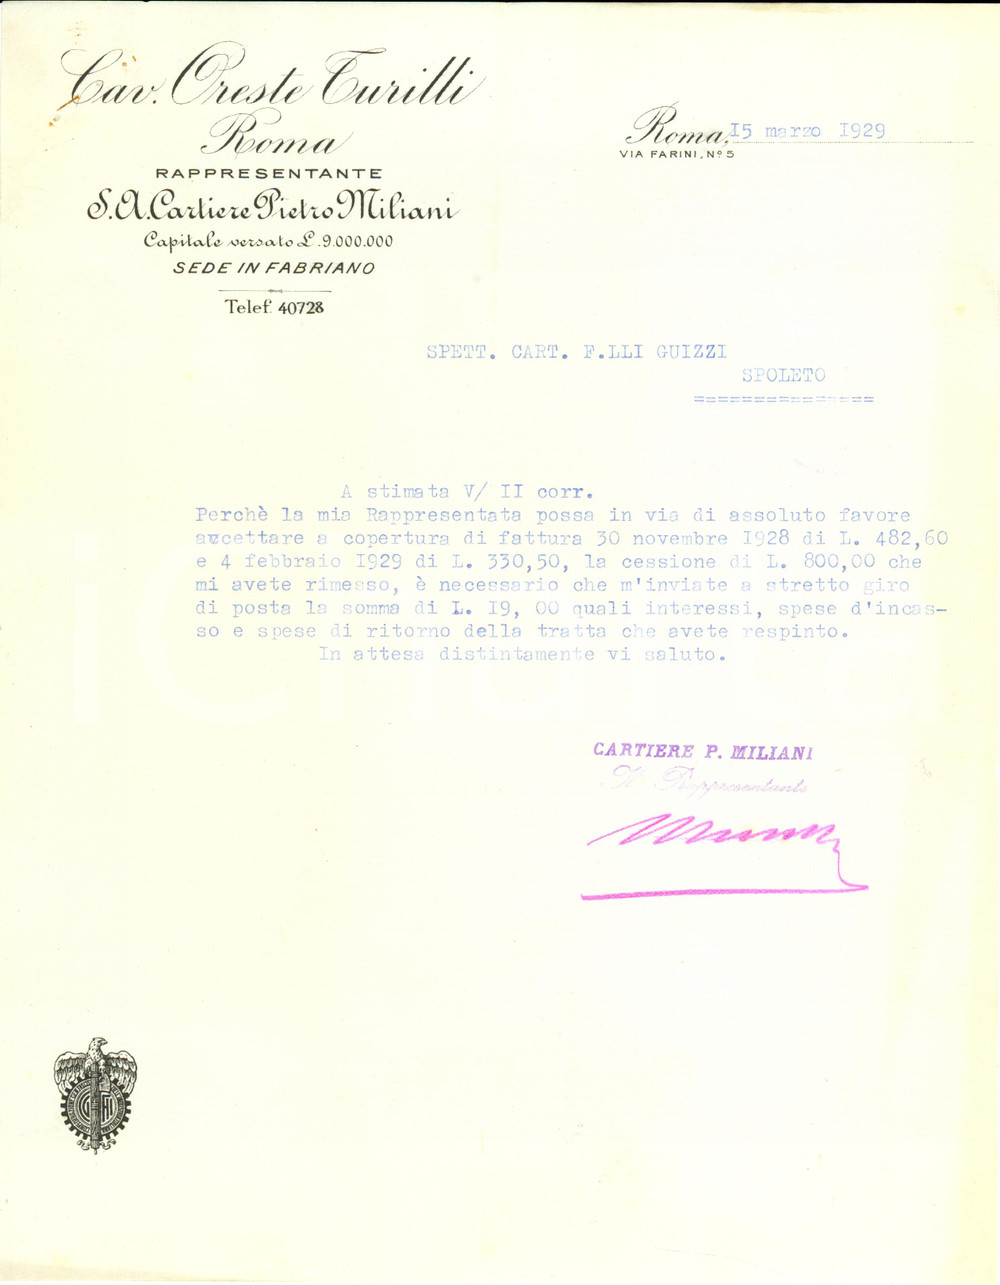 Cav. Oreste Turilli
Roma
RAPPRESENTANTE
S.A. Cartiere Pietro Miliani
Capitale versato L. 9.000.000
SEDE IN FABRIANO
Telef. 40728
Roma, 15 marzo 1929
VIA FARINI, Nº 5
SPETT. CART. F.LLI GUIZZI
SPOLETO
===============
A stimata V/ II corr.
Perchè la mia Rappresentata possa in via di assoluto favore
accettare a copertura di fattura 30 novembre 1928 di L. 482,60
e 4 febbraio 1929 di L. 330,50, la cessione di L. 800,00 che
mi avete rimesso, è necessario che m'inviate a stretto giro
di posta la somma di L. I9, 00 quali interessi, spese d'incas-
so e spese di ritorno della tratta che avete respinto.
In attesa distintamente vi saluto.
CARTIERE P. MILIANI
Il Rappresentante